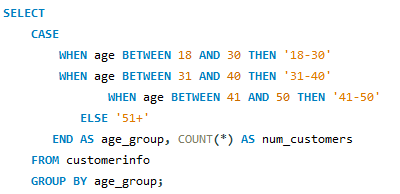 SELECT
CASE
WHEN age BETWEEN 18 AND 30 THEN '18-30'
WHEN age BETWEEN 31 AND 40 THEN '31-40'
WHEN age BETWEEN 41 AND 50 THEN '41-50'
ELSE '51+'
END AS age_group, COUNT(*) AS num_customers
FROM customerinfo
GROUP BY age_group;